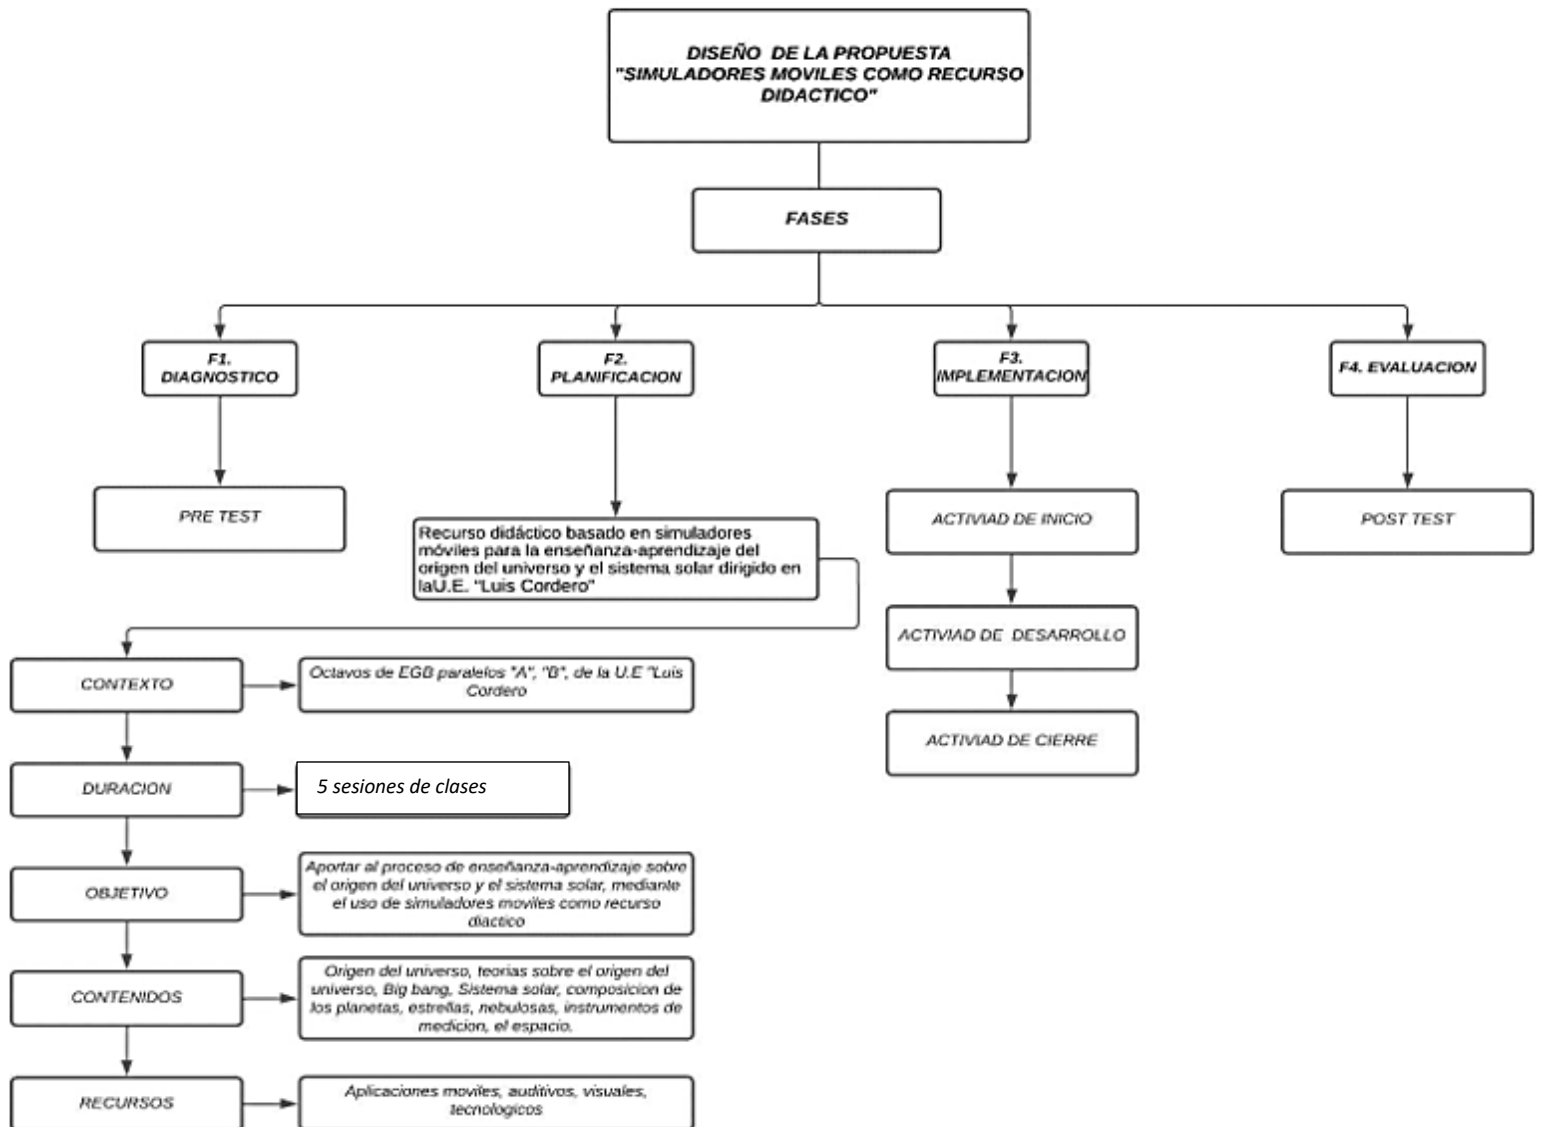 DISEÑO DE LA PROPUESTA
"SIMULADORES MOVILES COMO RECURSO
DIDACTICO"
FASES
F1.
DIAGNOSTICO
F2.
PLANIFICACION
F3.
IMPLEMENTACION
F4. EVALUACION
PRE TEST
Recurso didáctico basado en simuladores
móviles para la enseñanza-aprendizaje del
origen del universo y el sistema solar dirigido en
laU.E. "Luis Cordero"
ACTIVIAD DE INICIO
POST TEST
ACTIVIAD DE DESARROLLO
ACTIVIAD DE CIERRE
CONTEXTO
Octavos de EGB paralelos "A", "B", de la U.E "Luis
Cordero
DURACION
5 sesiones de clases
OBJETIVO
Aportar al proceso de enseñanza-aprendizaje sobre
el origen del universo y el sistema solar, mediante
el uso de simuladores moviles como recurso
diactico
CONTENIDOS
Origen del universo, teorias sobre el origen del
universo, Big bang, Sistema solar, composicion de
los planetas, estrellas, nebulosas, instrumentos de
medicion, el espacio.
RECURSOS
Aplicaciones moviles, auditivos, visuales,
tecnologicos